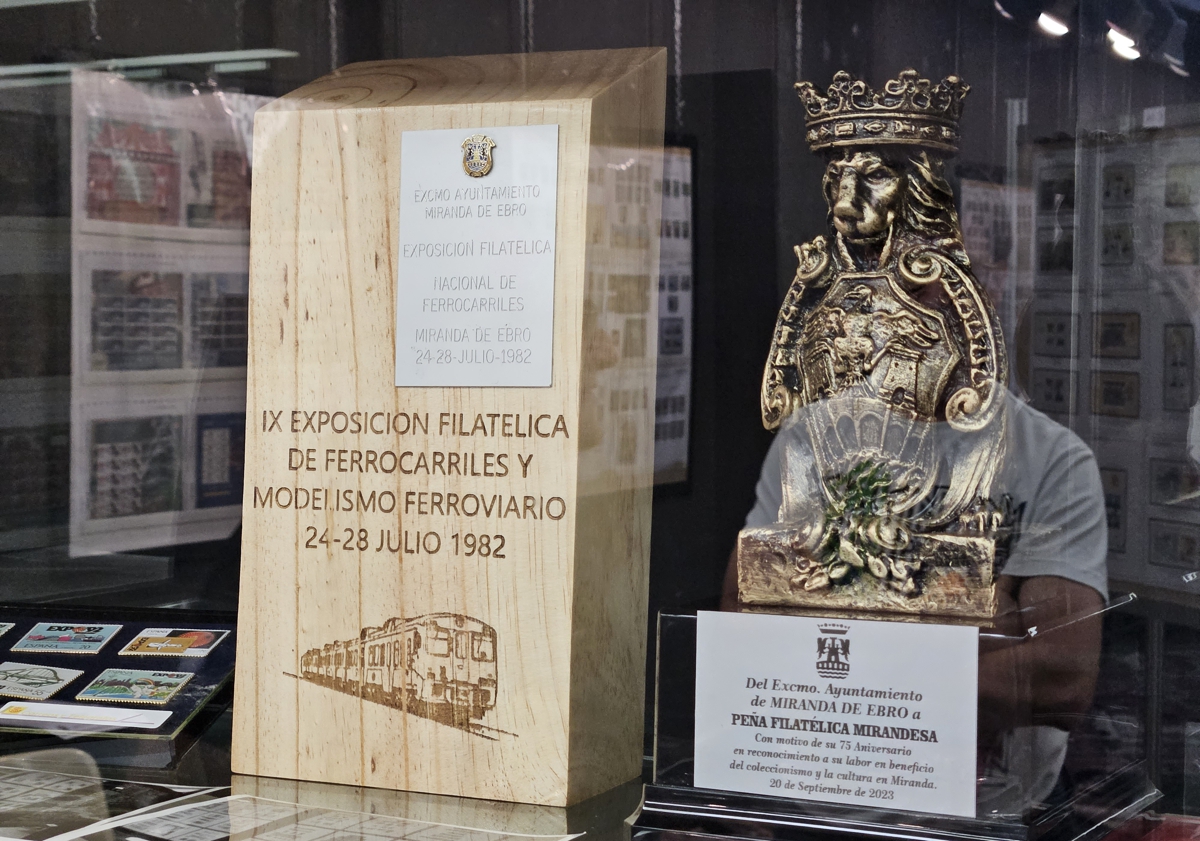 EXCMO AYUNTAMIENTO
MIRANDA DE EBRO
EXPOSICION FILATELICA
NACIONAL DE
FERROCARRILES
MIRANDA DE EBRO
24-28-JULIO-1982
IX EXPOSICION FILATELICA
DE FERROCARRILES Y
MODELISMO FERROVIARIO
24-28 JULIO 1982
Del Excmo. Ayuntamiento
de MIRANDA DE EBRO a
PEÑA FILATÉLICA MIRANDESA
Con motivo de su 75 Aniversario
en reconocimiento a su labor en beneficio
del coleccionismo y la cultura en Miranda.
20 de Septiembre de 2023
ESPAÑA 20